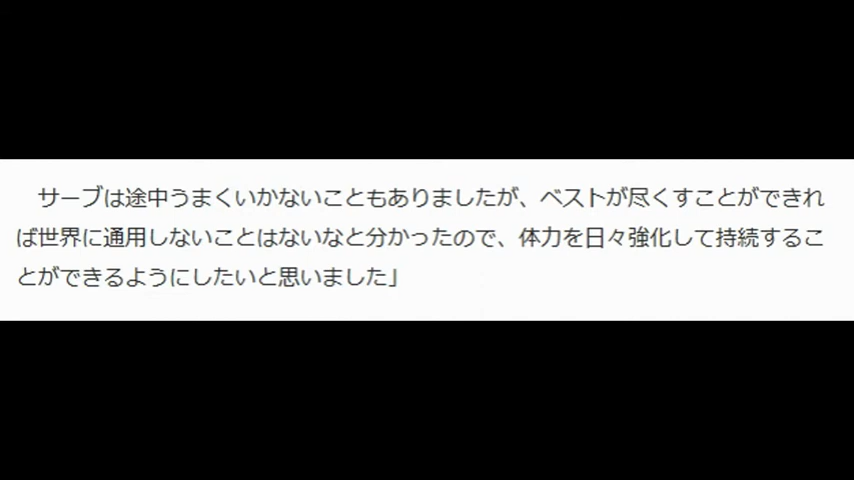 サーブは途中うまくいかないこともありましたが、ベストが尽くすことができれ
ば世界に通用しないことはないなと分かったので、体力を日々強化して持続するこ
とができるようにしたいと思いました」